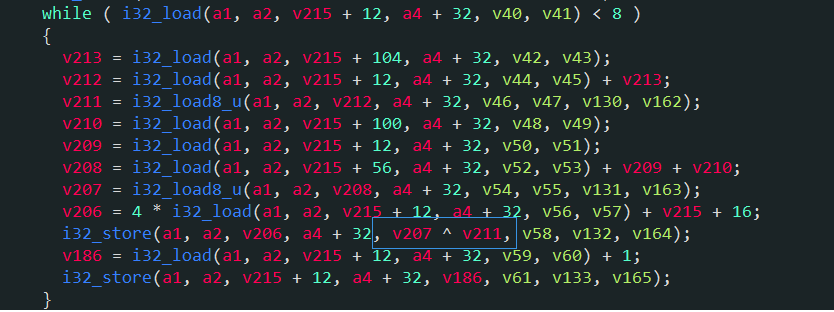 while ( i32_load(a1, a2, v215 + 12, a4 + 32, v40, v41) < 8 )
{
  v213 = i32_load(a1, a2, v215 + 104, a4 + 32, v42, v43);
  v212 = i32_load(a1, a2, v215 + 12, a4 + 32, v44, v45) + v213;
  v211 = i32_load8_u(a1, a2, v212, a4 + 32, v46, v47, v130, v162);
  v210 = i32_load(a1, a2, v215 + 100, a4 + 32, v48, v49);
  v209 = i32_load(a1, a2, v215 + 12, a4 + 32, v50, v51);
  v208 = i32_load(a1, a2, v215 + 56, a4 + 32, v52, v53) + v209 + v210;
  v207 = i32_load8_u(a1, a2, v208, a4 + 32, v54, v55, v131, v163);
  v206 = 4 * i32_load(a1, a2, v215 + 12, a4 + 32, v56, v57) + v215 + 16;
  i32_store(a1, a2, v206, a4 + 32, v207 ^ v211, v58, v132, v164);
  v186 = i32_load(a1, a2, v215 + 12, a4 + 32, v59, v60) + 1;
  i32_store(a1, a2, v215 + 12, a4 + 32, v186, v61, v133, v165);
}